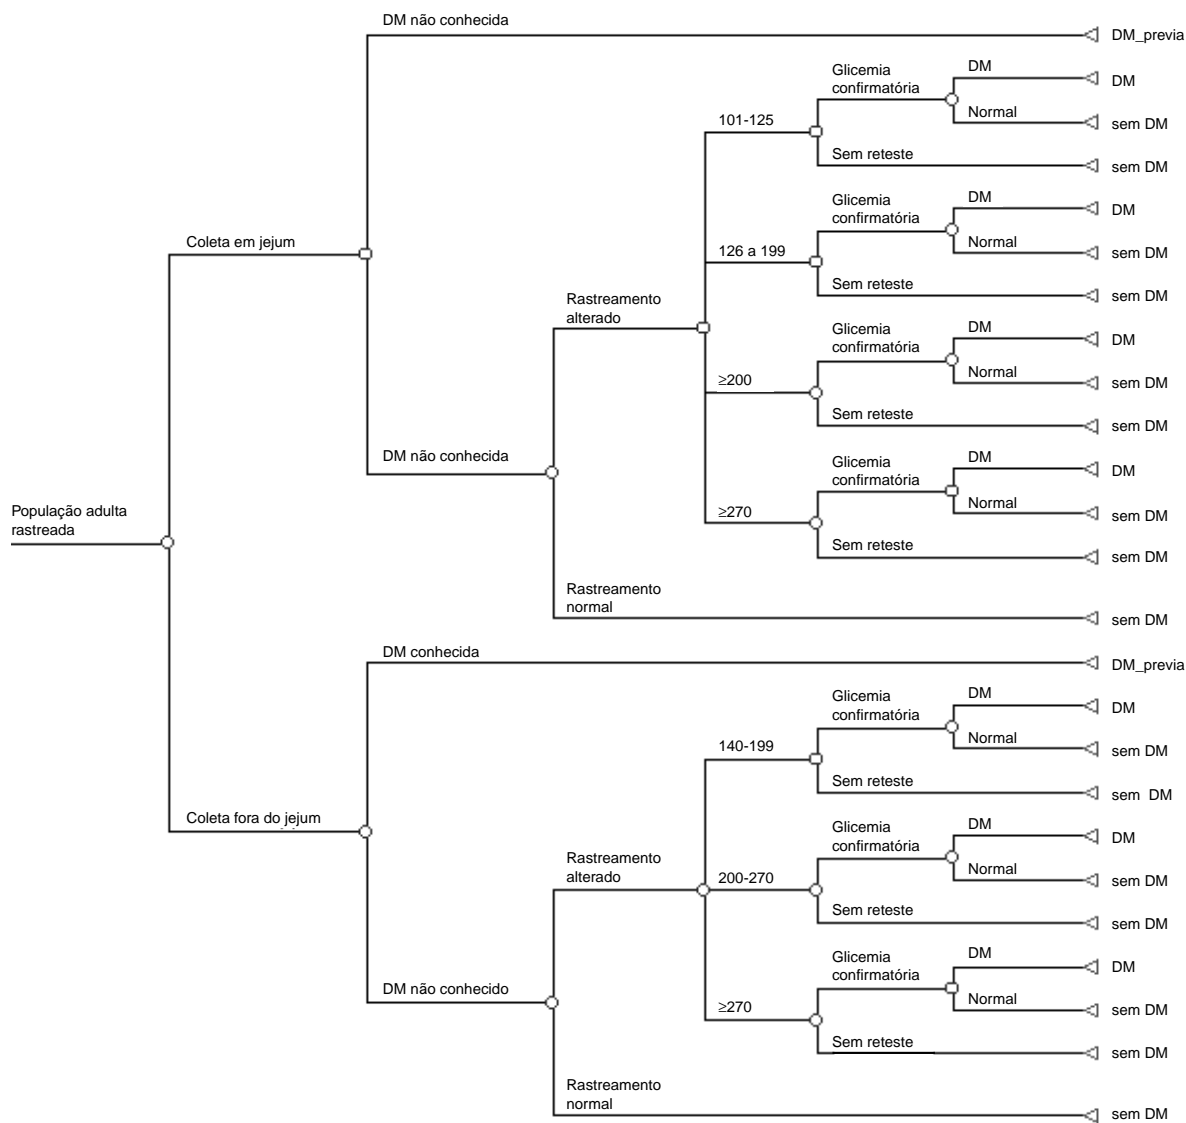 DM não conhecida
DM_previa
Glicemia
confirmatória
DM
DM
Normal
sem DM
101-125
Sem reteste
sem DM
Glicemia
confirmatória
DM
DM
Normal
sem DM
Coleta em jejum
126 a 199
Sem reteste
sem DM
Rastreamento
alterado
Glicemia
confirmatória
DM
DM
Normal
sem DM
≥200
Sem reteste
sem DM
DM não conhecida
Glicemia
confirmatória
DM
DM
Normal
sem DM
≥270
Sem reteste
sem DM
População adulta
rastreada
Rastreamento
normal
sem DM
DM conhecida
DM_previa
Glicemia
confirmatória
DM
DM
Normal
sem DM
140-199
Sem reteste
sem DM
Coleta fora do jejum
Glicemia
confirmatória
DM
DM
Normal
sem DM
Rastreamento
alterado
200-270
Sem reteste
sem DM
Glicemia
confirmatória
DM
DM
Normal
sem DM
DM não conhecido
≥270
Sem reteste
sem DM
Rastreamento
normal
sem DM